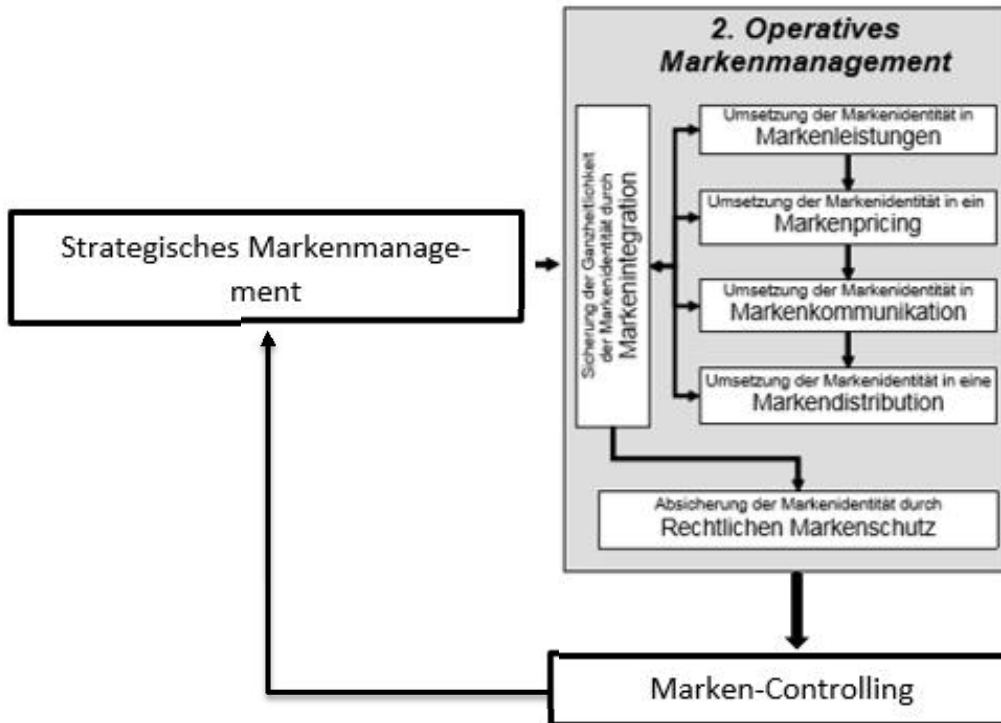 2. Operatives
Markenmanagement
Umsetzung der Markenidentität in
Markenleistungen
Umsetzung der Markenidentität in ein
Markenpricing
Umsetzung der Markenidentität in
Markenkommunikation
Umsetzung der Markenidentität in eine
Markendistribution
Sicherung der Ganzheitlichkeit
der Markenidentität durch
Markenintegration
Absicherung der Markenidentität durch
Rechtlichen Markenschutz
Strategisches Markenmanage-
ment
Marken-Controlling